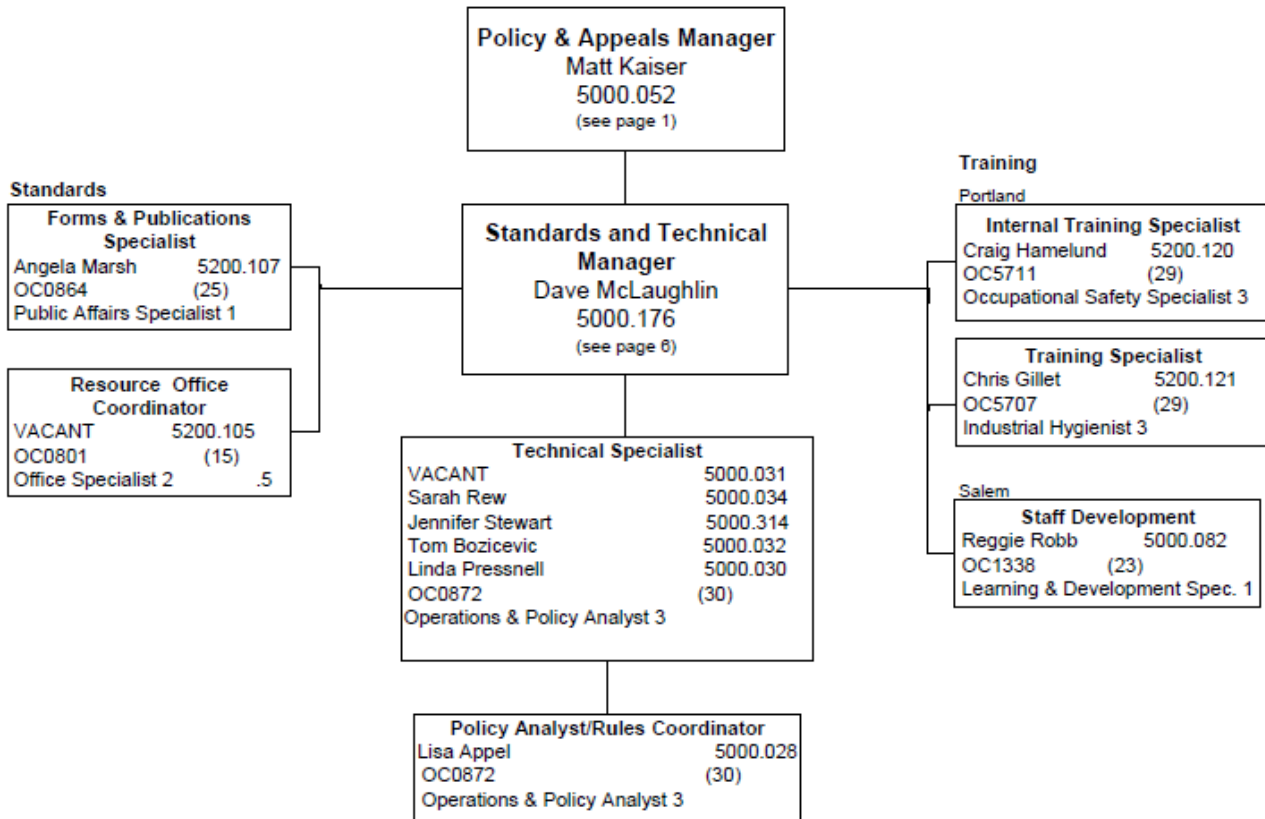 Policy & Appeals Manager
Matt Kaiser
5000.052
(see page 1)
Standards
Forms & Publications
Specialist
Angela Marsh 5200.107
OC0864 (25)
Public Affairs Specialist 1
Resource Office
Coordinator
VACANT 5200.105
OC0801 (15)
Office Specialist 2 .5
Standards and Technical
Manager
Dave McLaughlin
5000.176
(see page 6)
Technical Specialist
VACANT 5000.031
Sarah Rew 5000.034
Jennifer Stewart 5000.314
Tom Bozicevic 5000.032
Linda Pressnell 5000.030
OC0872 (30)
Operations & Policy Analyst 3
Policy Analyst/Rules Coordinator
Lisa Appel 5000.028
OC0872 (30)
Operations & Policy Analyst 3
Training
Portland
Internal Training Specialist
Craig Hamelund 5200.120
OC5711 (29)
Occupational Safety Specialist 3
Training Specialist
Chris Gillet 5200.121
OC5707 (29)
Industrial Hygienist 3
Salem
Staff Development
Reggie Robb 5000.082
OC1338 (23)
Learning & Development Spec. 1